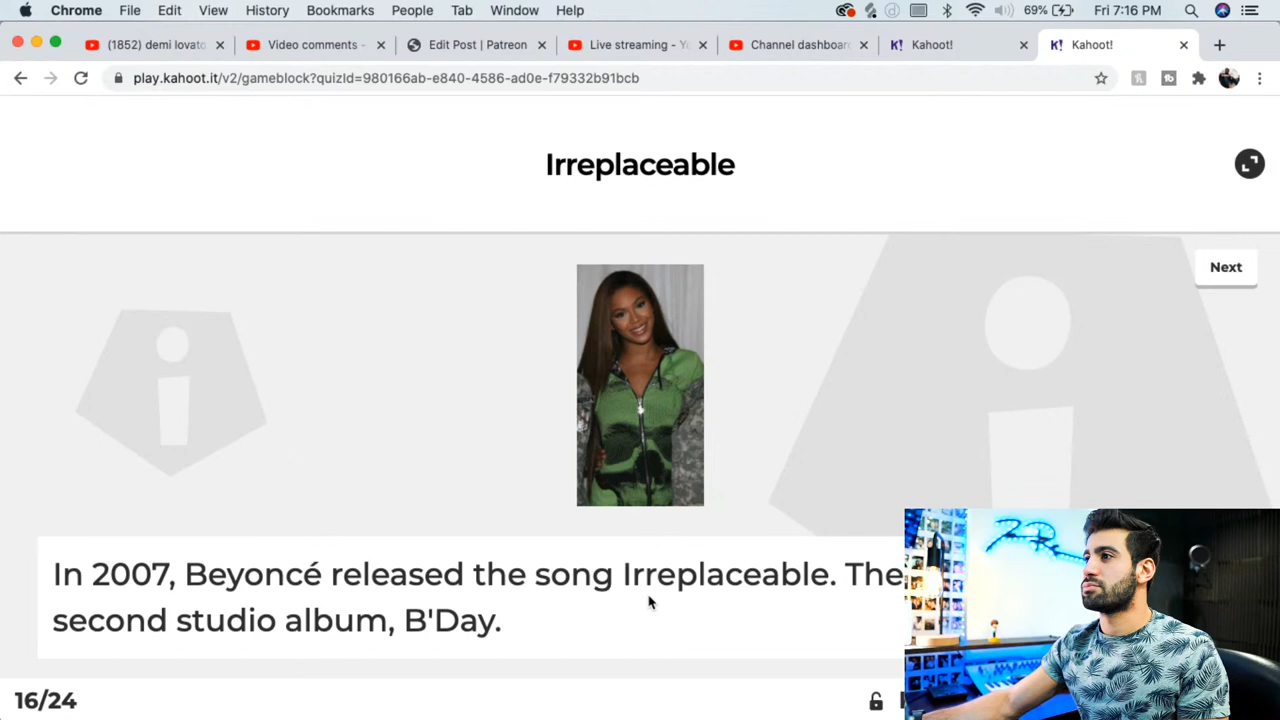 Chrome File Edit View History Bookmarks People Tab Window Help 69% Fri 7:16 PM
(1852) demi lovato Video comments - Edit Post | Patreon Live streaming - Channel dashboar Kahoot! Kahoot!
play.kahoot.it/v2/gameblock?quizId=980166ab-e840-4586-ad0e-f79332b91bcb
Irreplaceable
Next
In 2007, Beyoncé released the song Irreplaceable. The
second studio album, B'Day.
16/24